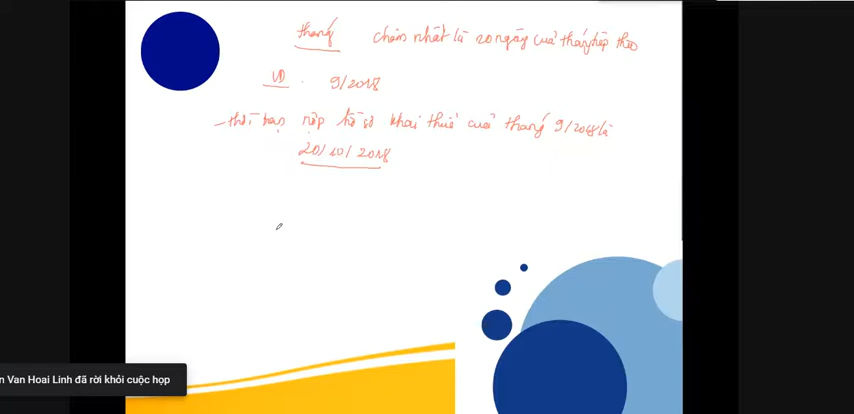 tháng chậm nhất là 20 ngày của tháng tiếp theo
VD . 9/2018
- thời hạn nộp hồ sơ khai thuế của tháng 9/2018 là
20/10/2018
n Van Hoai Linh đã rời khỏi cuộc họp